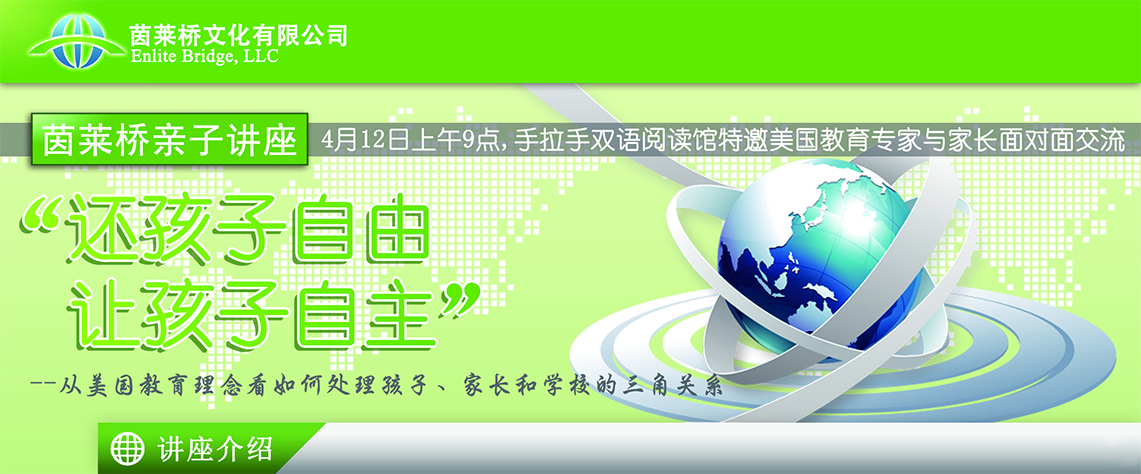 茵莱桥文化有限公司
Enlite Bridge, LLC
茵莱桥亲子讲座
4月12日上午9点,手拉手双语阅读馆特邀美国教育专家与家长面对面交流
“还孩子自由
让孩子自主”
--从美国教育理念看如何处理孩子、家长和学校的三角关系
讲座介绍